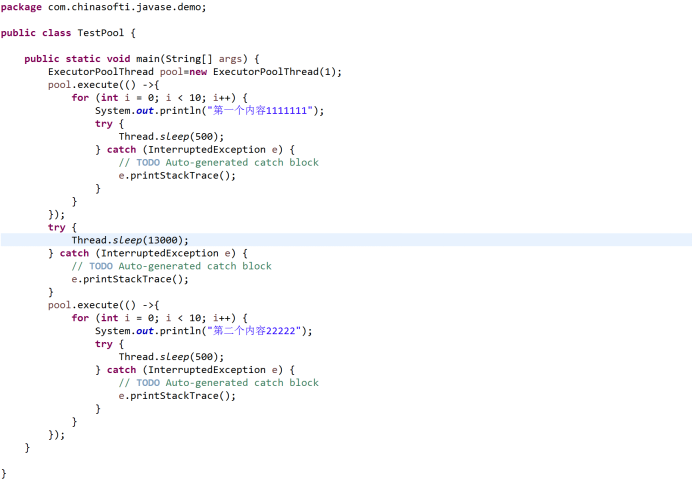 package com.chinasofti.javase.demo;
public class TestPool {
public static void main(String[] args) {
ExecutorPoolThread pool=new ExecutorPoolThread(1);
pool.execute(() ->{
for (int i = 0; i < 10; i++) {
System.out.println("第一个内容1111111");
try {
Thread.sleep(500);
} catch (InterruptedException e) {
// TODO Auto-generated catch block
e.printStackTrace();
}
}
});
try {
Thread.sleep(13000);
} catch (InterruptedException e) {
// TODO Auto-generated catch block
e.printStackTrace();
}
pool.execute(() ->{
for (int i = 0; i < 10; i++) {
System.out.println("第二个内容22222");
try {
Thread.sleep(500);
} catch (InterruptedException e) {
// TODO Auto-generated catch block
e.printStackTrace();
}
}
});
}
}